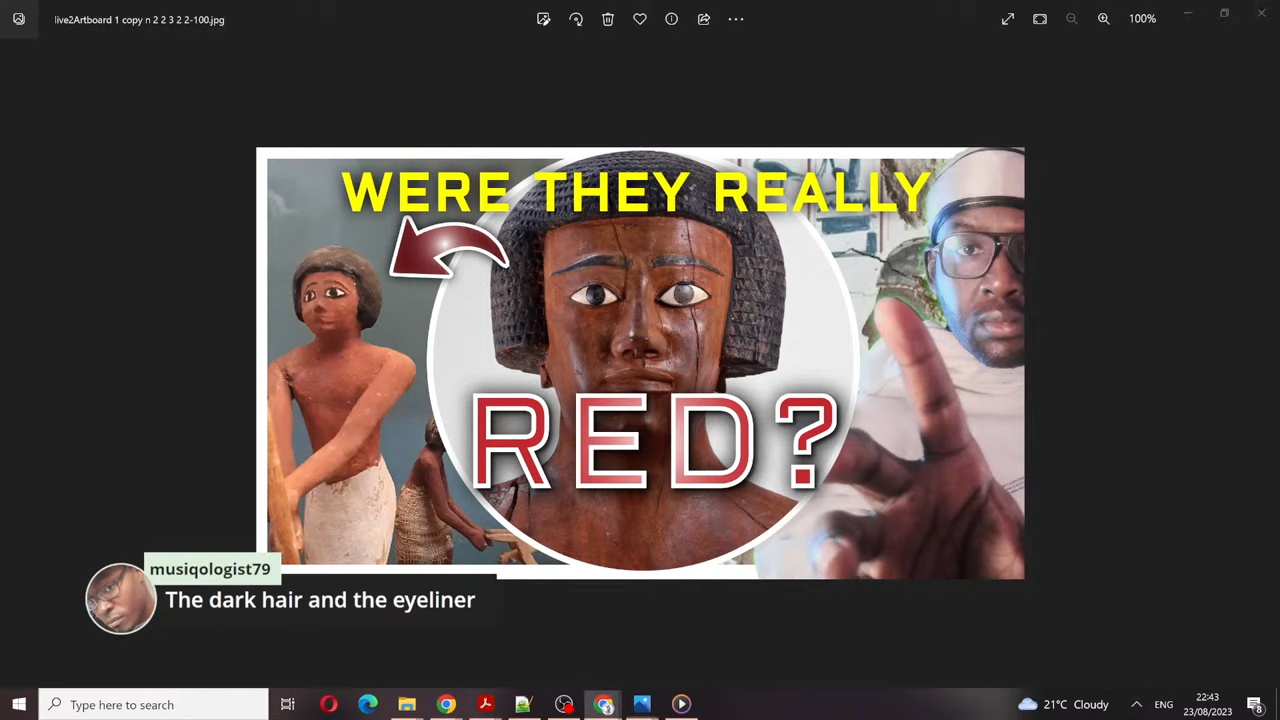 live2Artboard 1 copy n 2 2 3 2 2-100.jpg
100%
WERE THEY REALLY
RED?
musiqologist79
The dark hair and the eyeliner
Type here to search
21°C Cloudy
ENG
22:43
23/08/2023
8